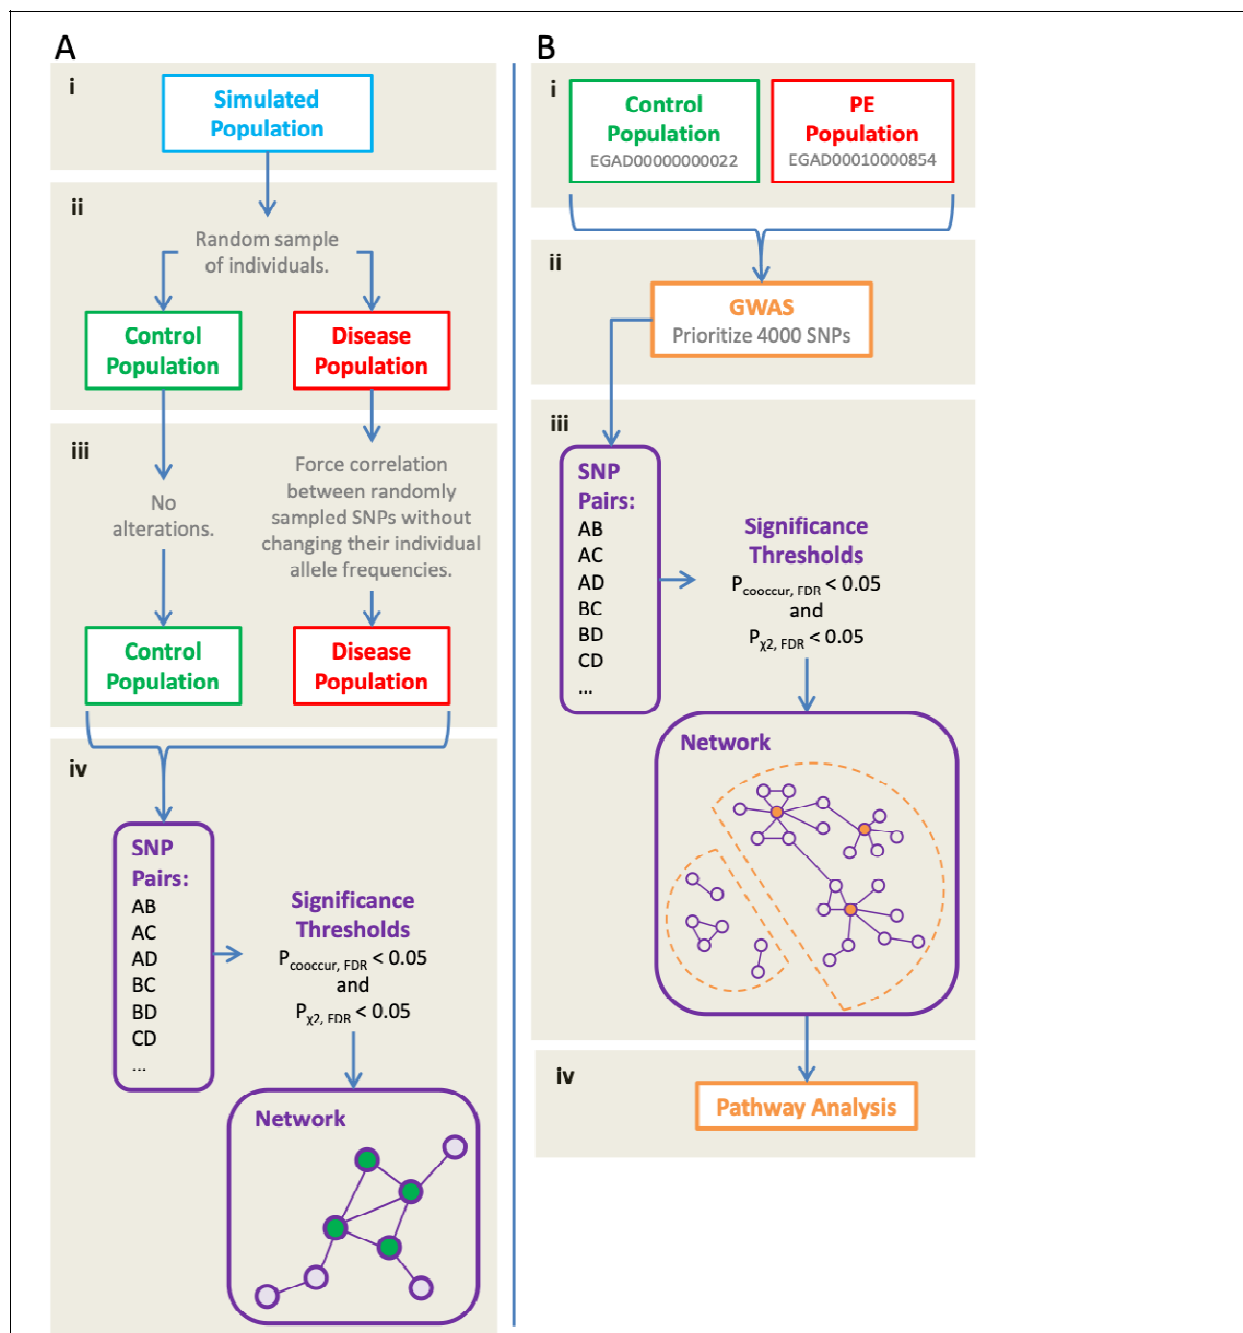 A
i
Simulated
Population
ii
Random sample
of individuals.
Control
Population
Disease
Population
iii
No
alterations.
Force correlation
between randomly
sampled SNPs without
changing their individual
allele frequencies.
Control
Population
Disease
Population
iv
SNP
Pairs:
AB
AC
AD
BC
BD
CD
...
Significance
Thresholds
Pcooccur, FDR < 0.05
and
Pχ2, FDR < 0.05
Network
B
i
Control
Population
EGAD00000000022
PE
Population
EGAD00010000854
ii
GWAS
Prioritize 4000 SNPs
iii
SNP
Pairs:
AB
AC
AD
BC
BD
CD
...
Significance
Thresholds
Pcooccur, FDR < 0.05
and
Pχ2, FDR < 0.05
Network
iv
Pathway Analysis